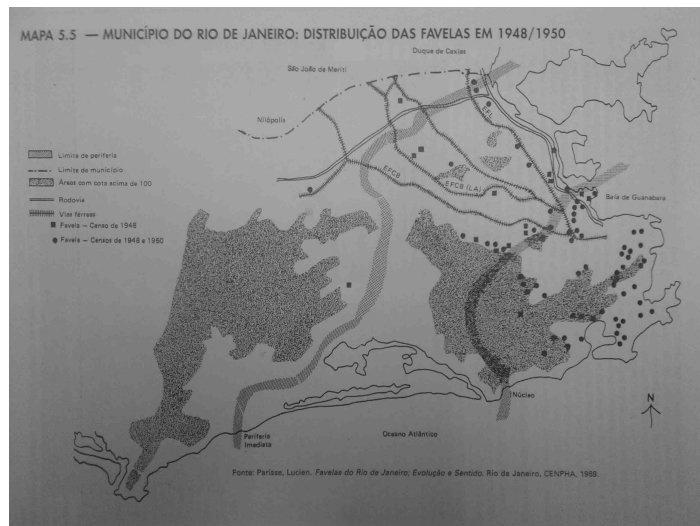 MAPA 5.5 — MUNICÍPIO DO RIO DE JANEIRO: DISTRIBUIÇÃO DAS FAVELAS EM 1948/1950
Duque de Caxias
São João de Meriti
Nilópolis
EFL
EFCB
EFCB (LA)
Baía de Guanabara
Limite de periferia
Limite de município
Áreas com cota acima de 100
Rodovia
Vias férreas
Favela — Censo de 1948
Favela — Censos de 1948 e 1950
Núcleo
N
Periferia
Imediata
Oceano Atlântico
Fonte: Parisse, Lucien. Favelas do Rio de Janeiro; Evolução e Sentido. Rio de Janeiro, CENPHA, 1969.